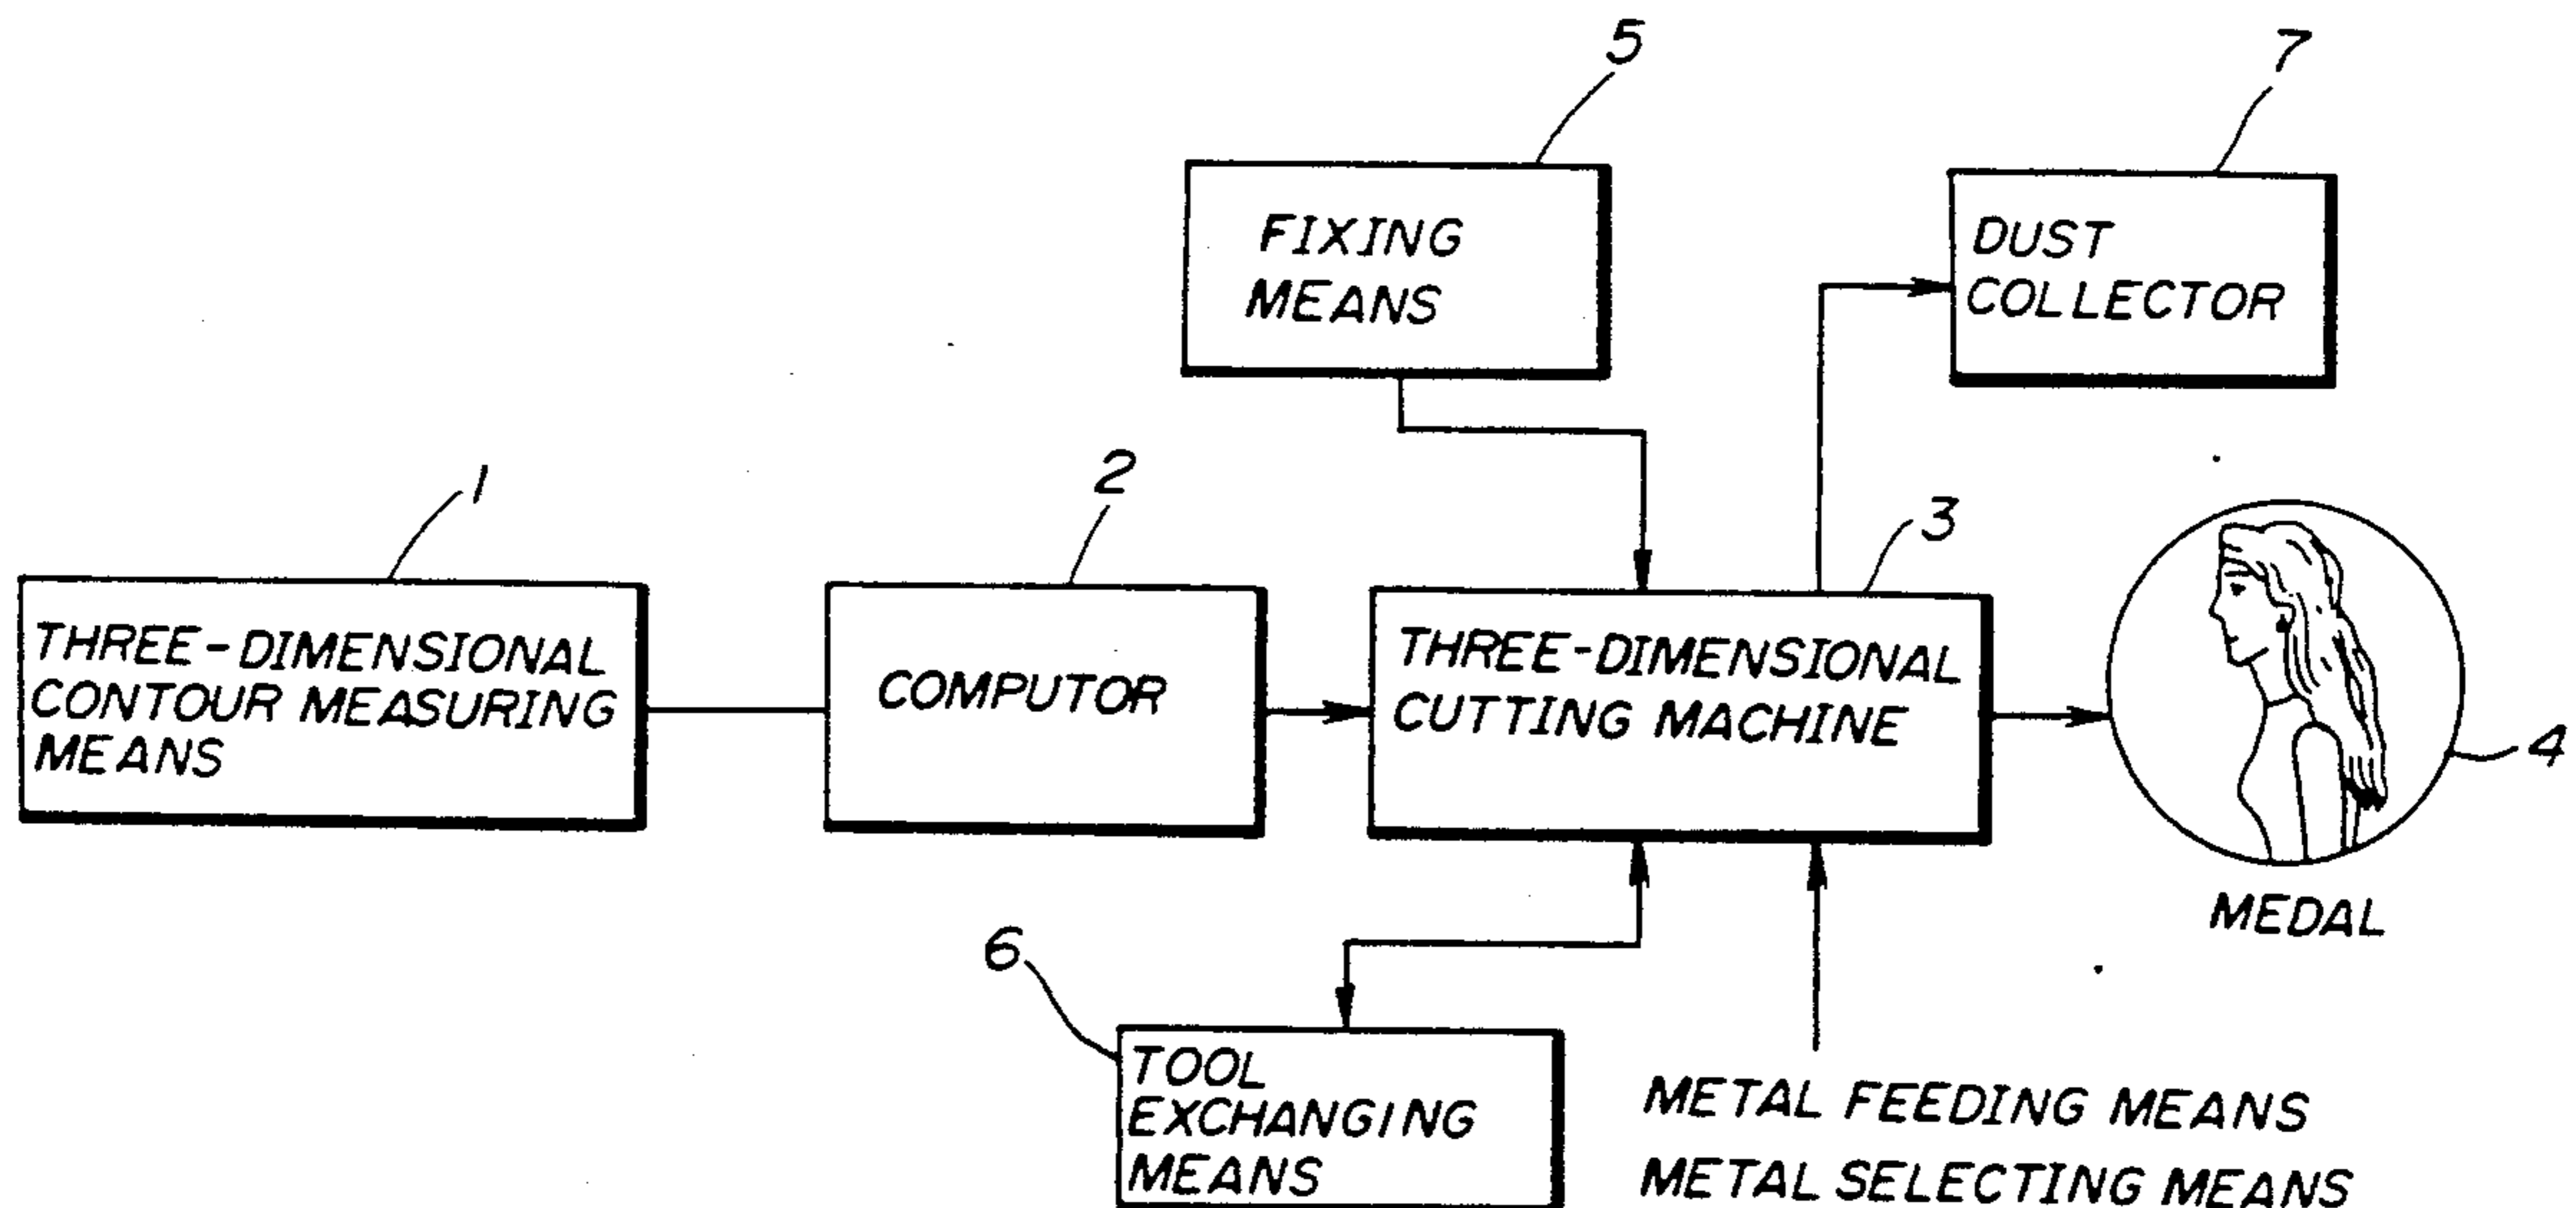 5
7
FIXING
MEANS
DUST
COLLECTOR
1
2
3
THREE-DIMENSIONAL
CONTOUR MEASURING
MEANS
COMPUTOR
THREE-DIMENSIONAL
CUTTING MACHINE
4
MEDAL
6
TOOL
EXCHANGING
MEANS
METAL FEEDING MEANS
METAL SELECTING MEANS